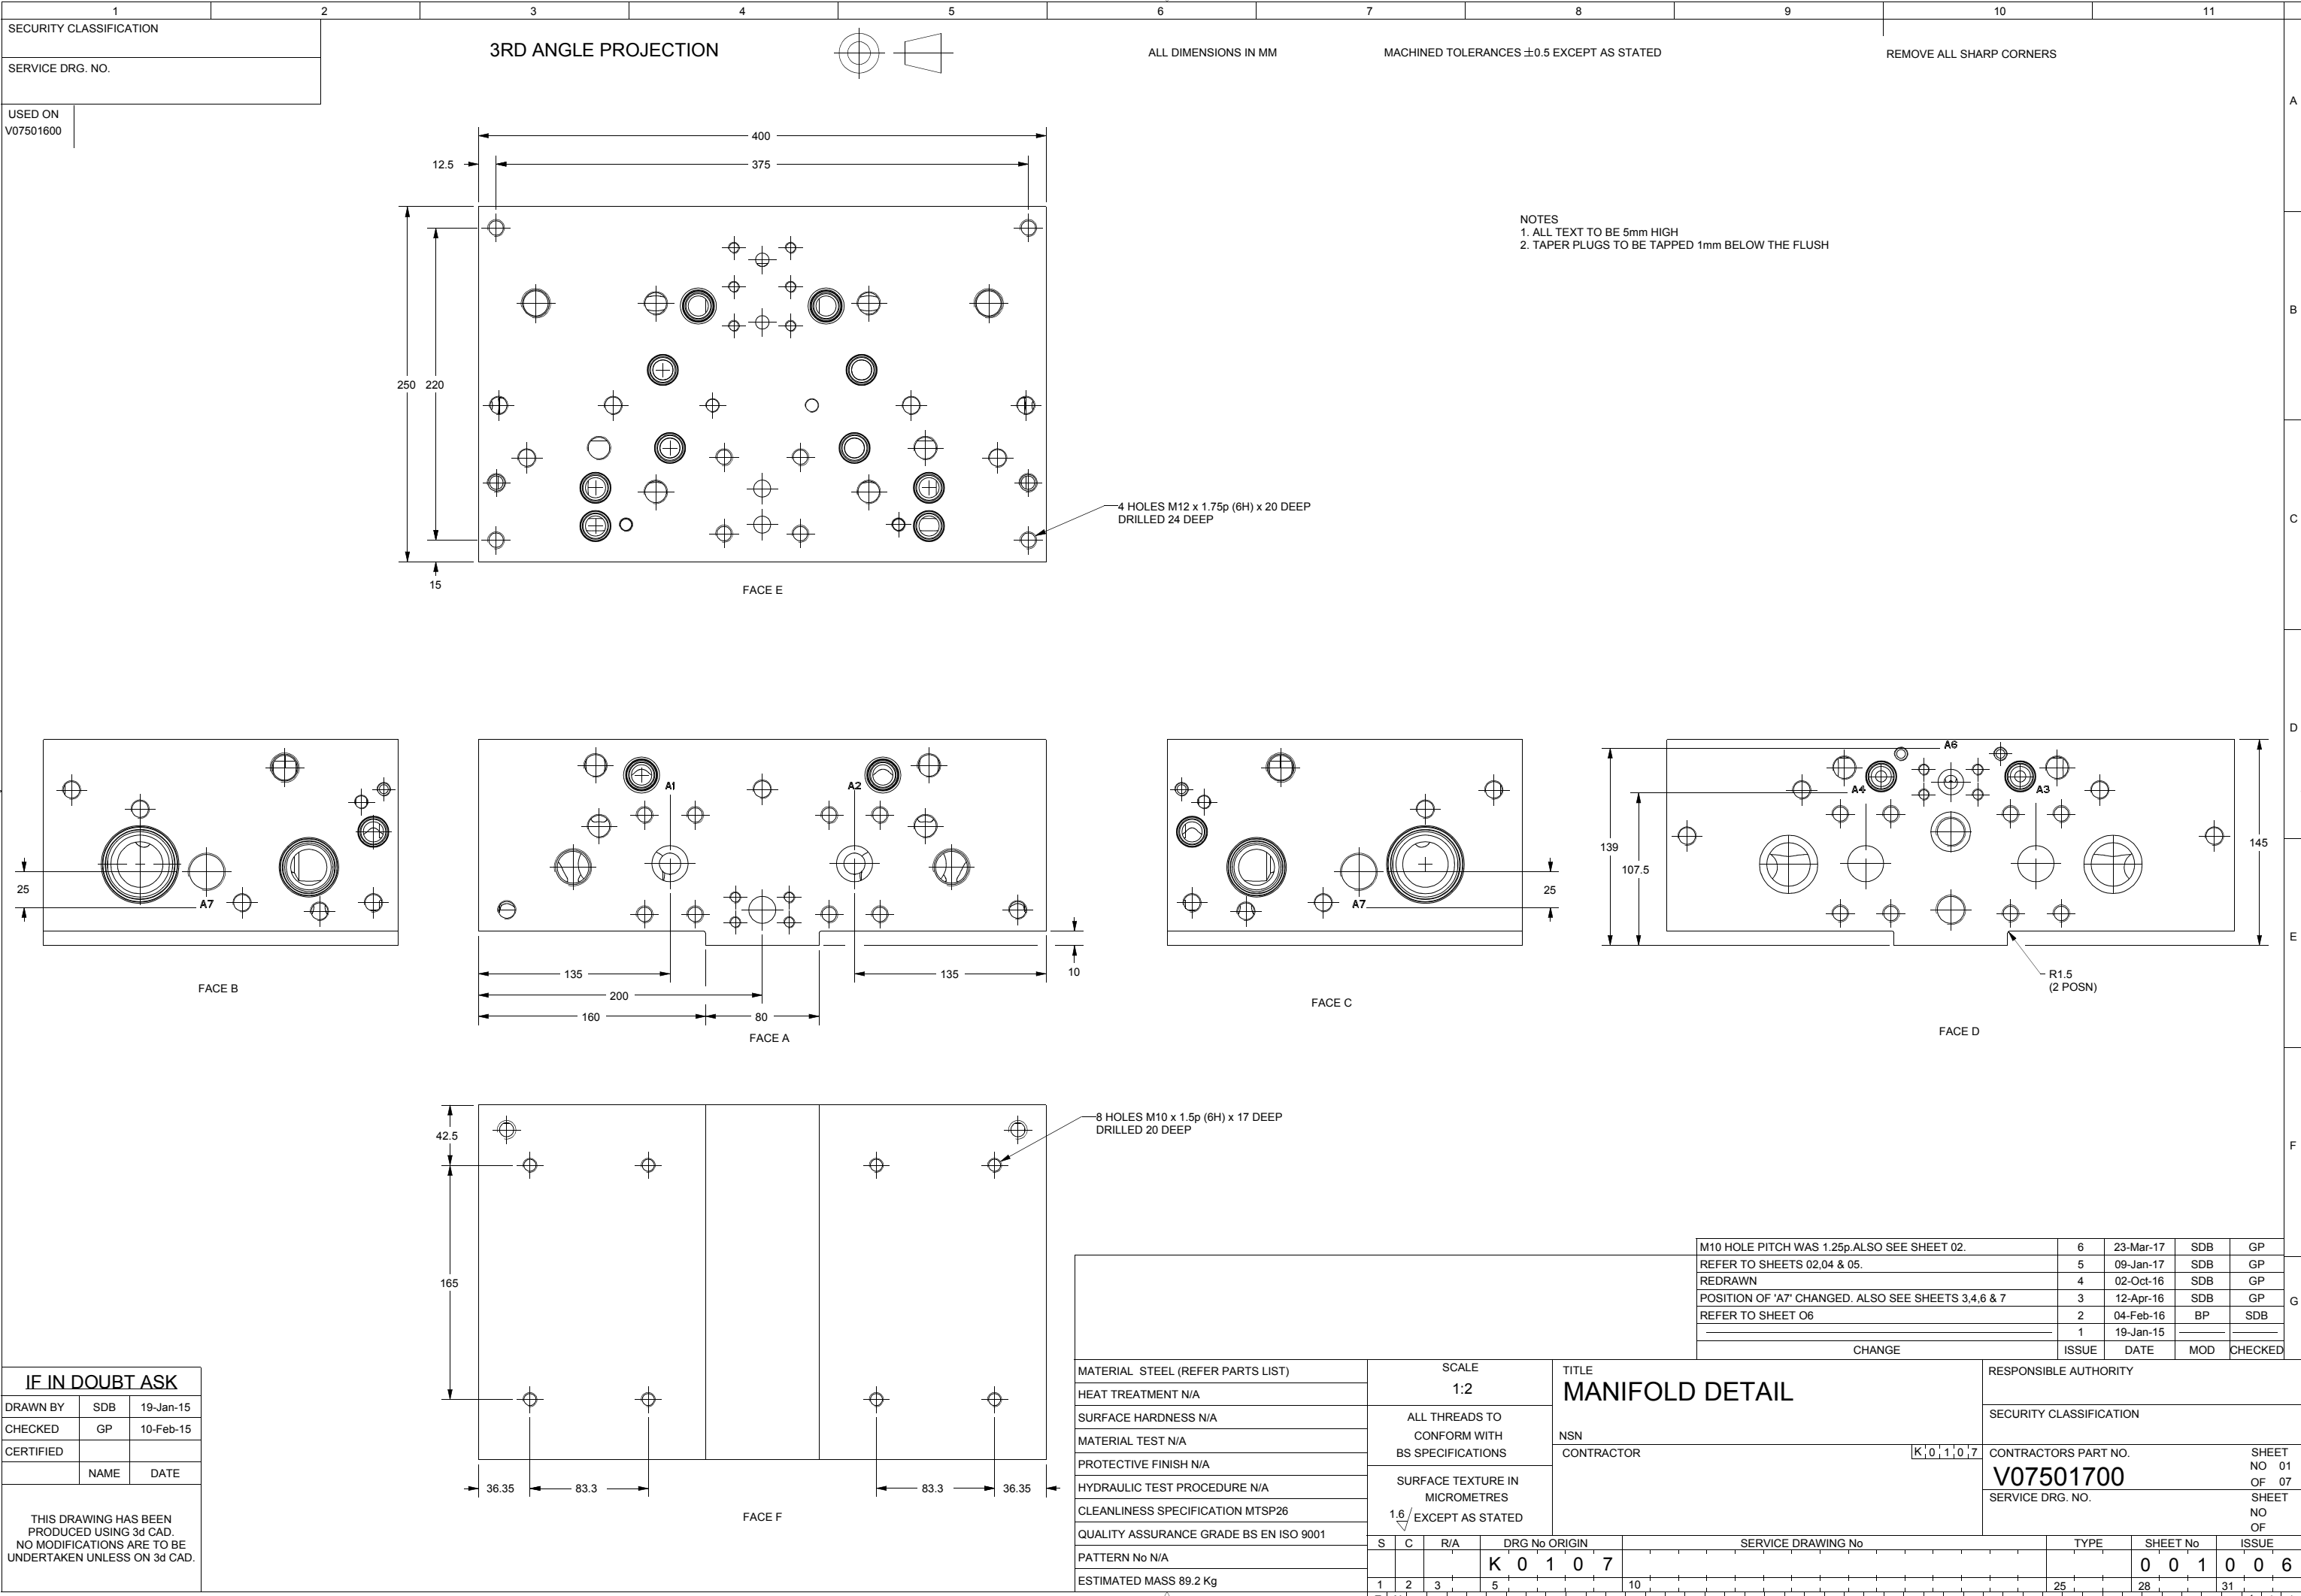 1 2 3 4 5 6 7 8 9 10 11
SECURITY CLASSIFICATION
SERVICE DRG. NO.
USED ON
V07501600
3RD ANGLE PROJECTION
ALL DIMENSIONS IN MM
MACHINED TOLERANCES ±0.5 EXCEPT AS STATED
REMOVE ALL SHARP CORNERS
A
B
C
D
E
F
G
NOTES
1. ALL TEXT TO BE 5mm HIGH
2. TAPER PLUGS TO BE TAPPED 1mm BELOW THE FLUSH
400
12.5
375
250
220
15
4 HOLES M12 x 1.75p (6H) x 20 DEEP
DRILLED 24 DEEP
FACE E
25
A7
FACE B
A1
A2
135
135
10
200
160
80
FACE A
25
A7
FACE C
A6
A4
A3
139
107.5
145
R1.5
(2 POSN)
FACE D
42.5
165
8 HOLES M10 x 1.5p (6H) x 17 DEEP
DRILLED 20 DEEP
36.35
83.3
83.3
36.35
FACE F
M10 HOLE PITCH WAS 1.25p.ALSO SEE SHEET 02. 6 23-Mar-17 SDB GP
REFER TO SHEETS 02,04 & 05. 5 09-Jan-17 SDB GP
REDRAWN 4 02-Oct-16 SDB GP
POSITION OF 'A7' CHANGED. ALSO SEE SHEETS 3,4,6 & 7 3 12-Apr-16 SDB GP
REFER TO SHEET O6 2 04-Feb-16 BP SDB
1 19-Jan-15
CHANGE ISSUE DATE MOD CHECKED
IF IN DOUBT ASK
DRAWN BY SDB 19-Jan-15
CHECKED GP 10-Feb-15
CERTIFIED
NAME DATE
THIS DRAWING HAS BEEN
PRODUCED USING 3d CAD.
NO MODIFICATIONS ARE TO BE
UNDERTAKEN UNLESS ON 3d CAD.
MATERIAL STEEL (REFER PARTS LIST)
HEAT TREATMENT N/A
SURFACE HARDNESS N/A
MATERIAL TEST N/A
PROTECTIVE FINISH N/A
HYDRAULIC TEST PROCEDURE N/A
CLEANLINESS SPECIFICATION MTSP26
QUALITY ASSURANCE GRADE BS EN ISO 9001
PATTERN No N/A
ESTIMATED MASS 89.2 Kg
SCALE
1:2
ALL THREADS TO
CONFORM WITH
BS SPECIFICATIONS
SURFACE TEXTURE IN
MICROMETRES
1.6 EXCEPT AS STATED
TITLE
MANIFOLD DETAIL
NSN
CONTRACTOR K 0 1 0 7
RESPONSIBLE AUTHORITY
SECURITY CLASSIFICATION
CONTRACTORS PART NO.
V07501700
SHEET
NO 01
OF 07
SERVICE DRG. NO.
SHEET
NO
OF
S C R/A DRG No ORIGIN SERVICE DRAWING No TYPE SHEET No ISSUE
K 0 1 0 7 0 0 1 0 0 6
1 2 3 5 10 25 28 31